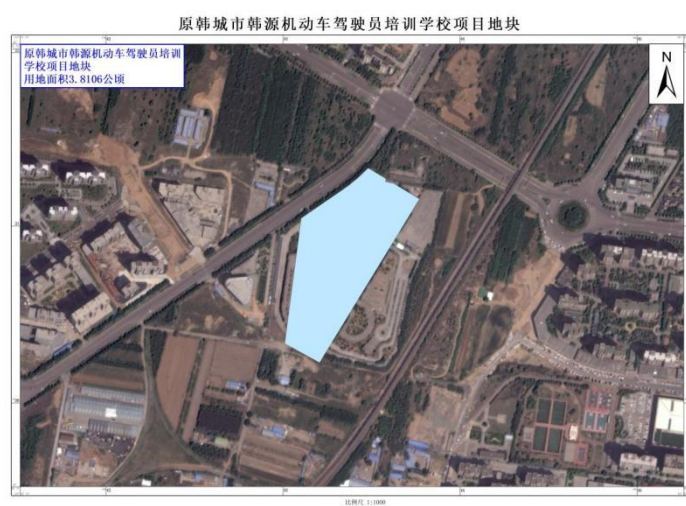 原韩城市韩源机动车驾驶员培训学校项目地块
原韩城市韩源机动车驾驶员培训
学校项目地块
用地面积3.8106公顷
N
比例尺 1:1000